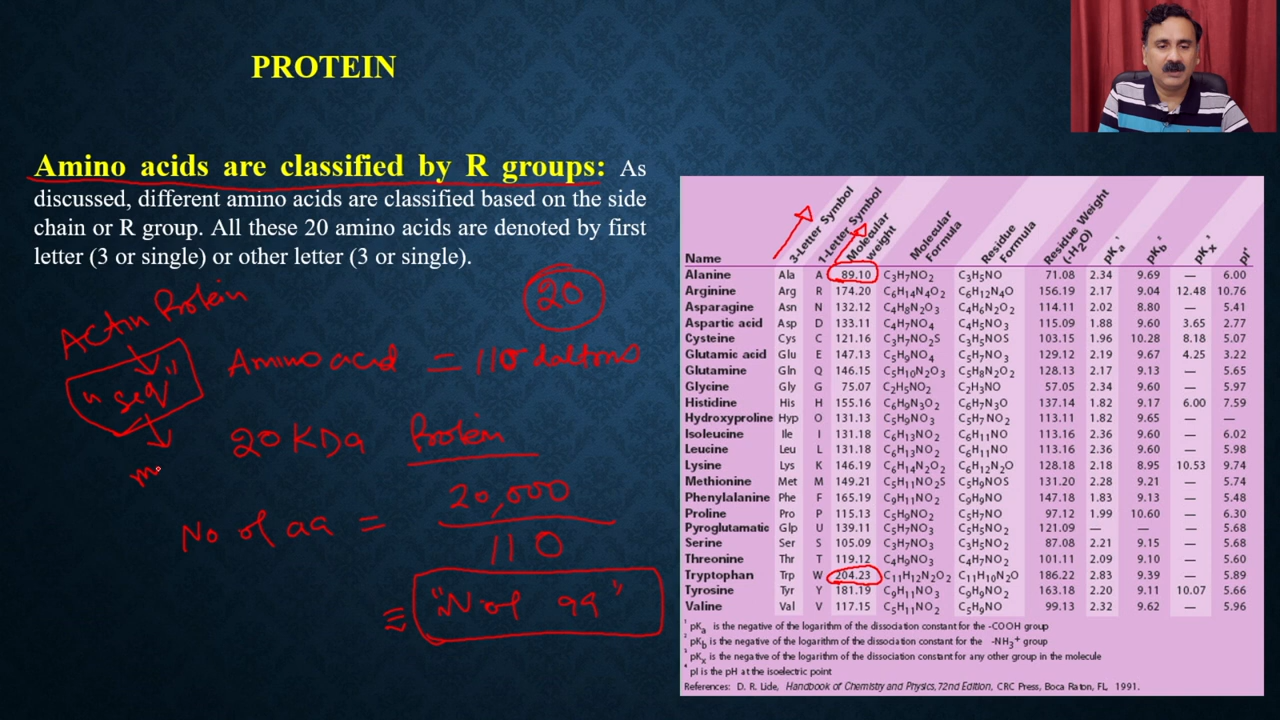 PROTEIN
Amino acids are classified by R groups: As
discussed, different amino acids are classified based on the side
chain or R group. All these 20 amino acids are denoted by first
letter (3 or single) or other letter (3 or single).
20
Actin Protein
"seq"
m
Amino acid = 110 daltons
20 KDa Protein
No of aa = 20,000
110
≡ "N of aa"
Name 3-Letter Symbol 1-Letter Symbol Molecular Weight Molecular Formula Residue Formula Residue Weight (-H₂O) pKa¹ pKb² pKx³ pI⁴
Alanine Ala A 89.10 C₃H₇NO₂ C₃H₅NO 71.08 2.34 9.69 — 6.00
Arginine Arg R 174.20 C₆H₁₄N₄O₂ C₆H₁₂N₄O 156.19 2.17 9.04 12.48 10.76
Asparagine Asn N 132.12 C₄H₈N₂O₃ C₄H₆N₂O₂ 114.11 2.02 8.80 — 5.41
Aspartic acid Asp D 133.11 C₄H₇NO₄ C₄H₅NO₃ 115.09 1.88 9.60 3.65 2.77
Cysteine Cys C 121.16 C₃H₇NO₂S C₃H₅NOS 103.15 1.96 10.28 8.18 5.07
Glutamic acid Glu E 147.13 C₅H₉NO₄ C₅H₇NO₃ 129.12 2.19 9.67 4.25 3.22
Glutamine Gln Q 146.15 C₅H₁₀N₂O₃ C₅H₈N₂O₂ 128.13 2.17 9.13 — 5.65
Glycine Gly G 75.07 C₂H₅NO₂ C₂H₃NO 57.05 2.34 9.60 — 5.97
Histidine His H 155.16 C₆H₉N₃O₂ C₆H₇N₃O 137.14 1.82 9.17 6.00 7.59
Hydroxyproline Hyp O 131.13 C₅H₉NO₃ C₅H₇NO₂ 113.11 1.82 9.65 — —
Isoleucine Ile I 131.18 C₆H₁₃NO₂ C₆H₁₁NO 113.16 2.36 9.60 — 6.02
Leucine Leu L 131.18 C₆H₁₃NO₂ C₆H₁₁NO 113.16 2.36 9.60 — 5.98
Lysine Lys K 146.19 C₆H₁₄N₂O₂ C₆H₁₂N₂O 128.18 2.18 8.95 10.53 9.74
Methionine Met M 149.21 C₅H₁₁NO₂S C₅H₉NOS 131.20 2.28 9.21 — 5.74
Phenylalanine Phe F 165.19 C₉H₁₁NO₂ C₉H₉NO 147.18 1.83 9.13 — 5.48
Proline Pro P 115.13 C₅H₉NO₂ C₅H₇NO 97.12 1.99 10.60 — 6.30
Pyroglutamatic Glp U 139.11 C₅H₇NO₃ C₅H₅NO₂ 121.09 — — — 5.68
Serine Ser S 105.09 C₃H₇NO₃ C₃H₅NO₂ 87.08 2.21 9.15 — 5.68
Threonine Thr T 119.12 C₄H₉NO₃ C₄H₇NO₂ 101.11 2.09 9.10 — 5.60
Tryptophan Trp W 204.23 C₁₁H₁₂N₂O₂ C₁₁H₁₀N₂O 186.22 2.83 9.39 — 5.89
Tyrosine Tyr Y 181.19 C₉H₁₁NO₃ C₉H₉NO₂ 163.18 2.20 9.11 10.07 5.66
Valine Val V 117.15 C₅H₁₁NO₂ C₅H₉NO 99.13 2.32 9.62 — 5.96
¹ pKa is the negative of the logarithm of the dissociation constant for the -COOH group
² pKb is the negative of the logarithm of the dissociation constant for the -NH₃⁺ group
³ pKx is the negative of the logarithm of the dissociation constant for any other group in the molecule
⁴ pI is the pH at the isoelectric point
References: D. R. Lide, Handbook of Chemistry and Physics, 72nd Edition, CRC Press, Boca Raton, FL, 1991.